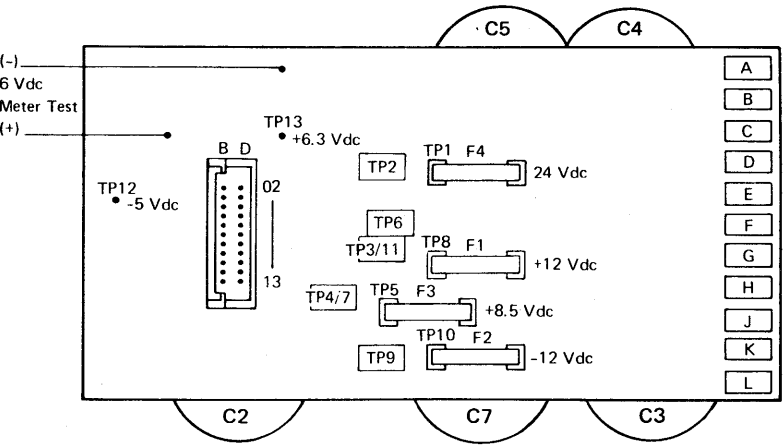 C5
C4
(-)
6 Vdc
Meter Test
(+)
A
B
C
D
E
F
G
H
J
K
L
TP13
+6.3 Vdc
B D
TP12
-5 Vdc
02
13
TP1 F4
TP2
24 Vdc
TP6
TP3/11
TP8 F1
+12 Vdc
TP4/7
TP5 F3
+8.5 Vdc
TP10 F2
TP9
-12 Vdc
C2
C7
C3